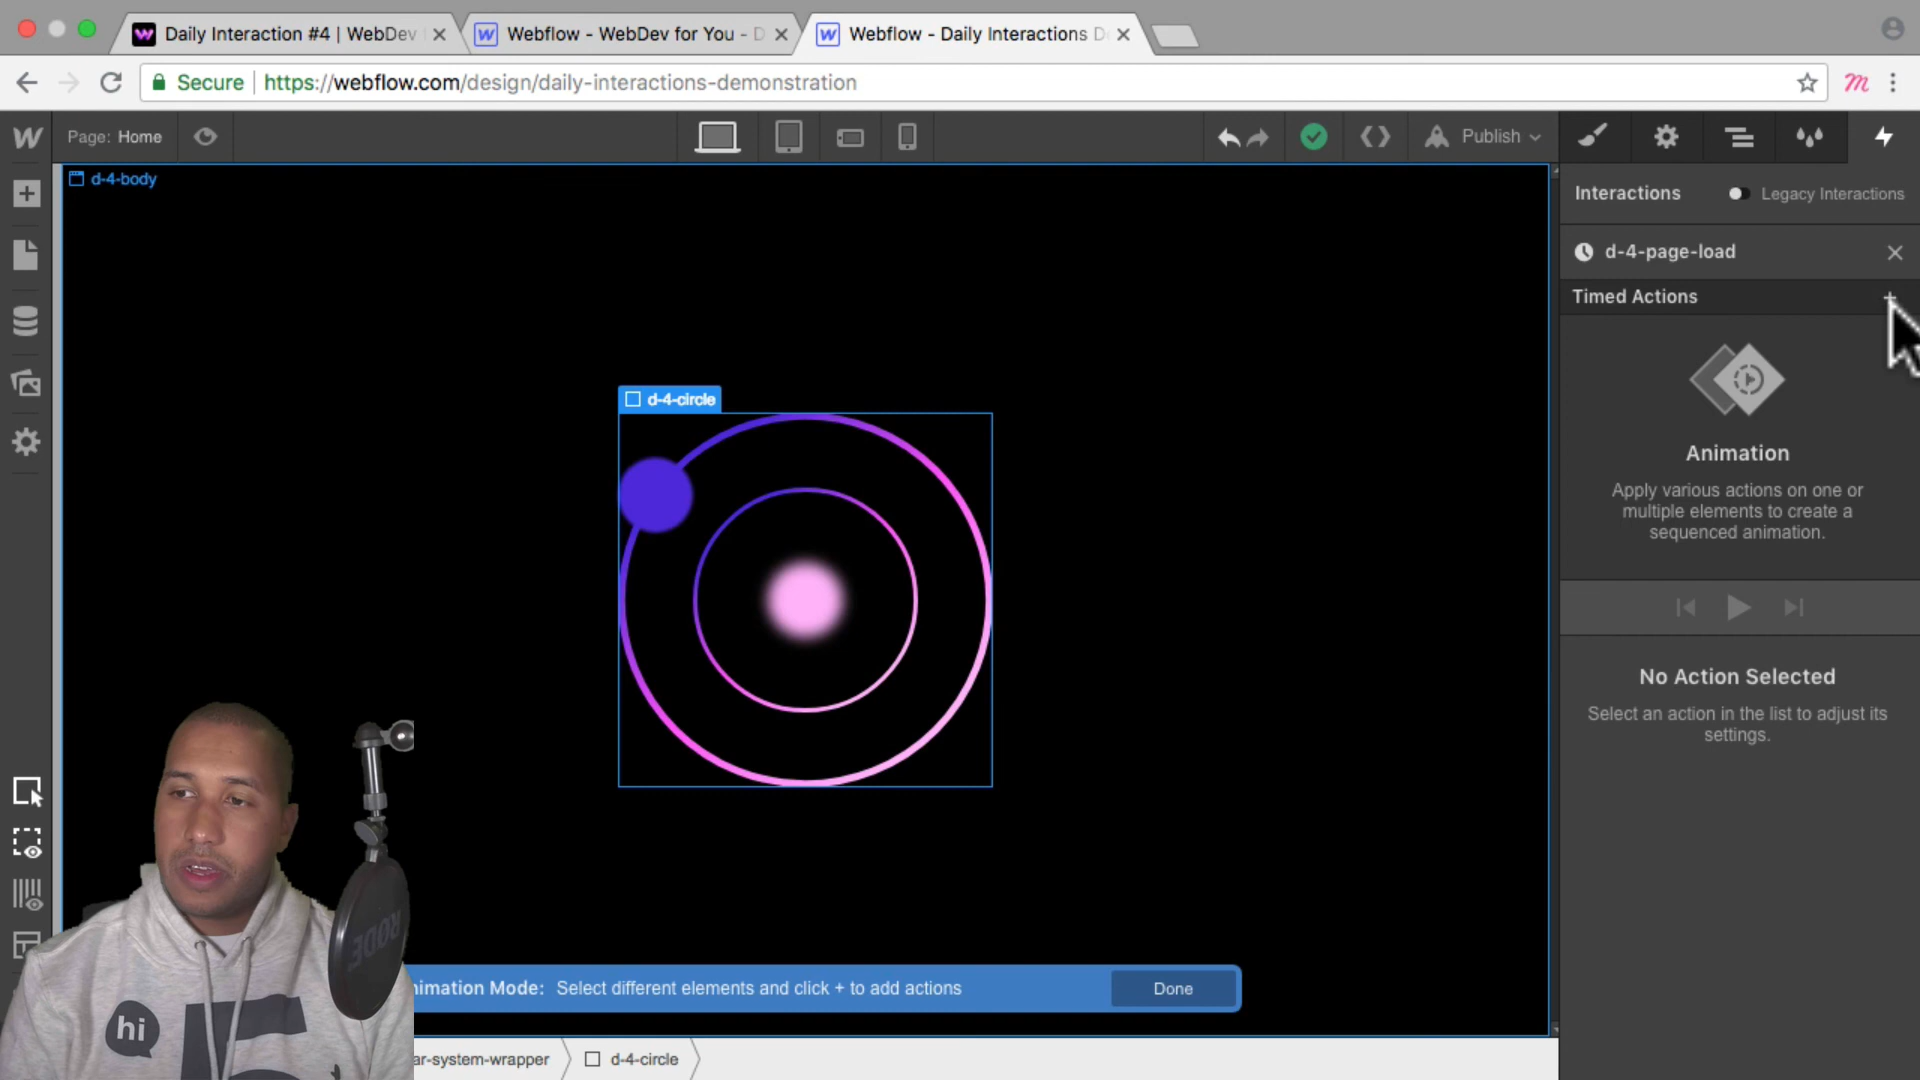 Daily Interaction #4 | WebDev
Webflow - WebDev for You - D
Webflow - Daily Interactions D
Secure
https://webflow.com/design/daily-interactions-demonstration
Page: Home
Publish
Interactions
Legacy Interactions
d-4-body
d-4-page-load
Timed Actions
d-4-circle
Animation
Apply various actions on one or
multiple elements to create a
sequenced animation.
No Action Selected
Select an action in the list to adjust its
settings.
RODE
hi
nimation Mode: Select different elements and click + to add actions
Done
ar-system-wrapper
d-4-circle